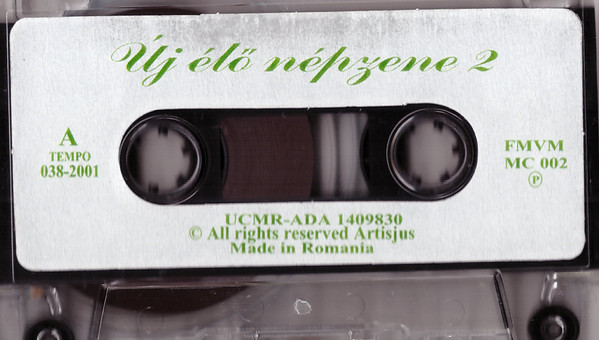 Új élő népzene 2
A
TEMPO
038-2001
FMVM
MC 002
Ⓟ
UCMR-ADA 1409830
© All rights reserved Artisjus
Made in Romania